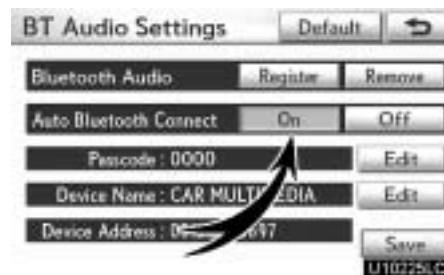 BT Audio Settings Default
Bluetooth Audio Register Remove
Auto Bluetooth Connect On Off
Passcode : 0000 Edit
Device Name : CAR Edit
Device Address :
Save
U10225LC